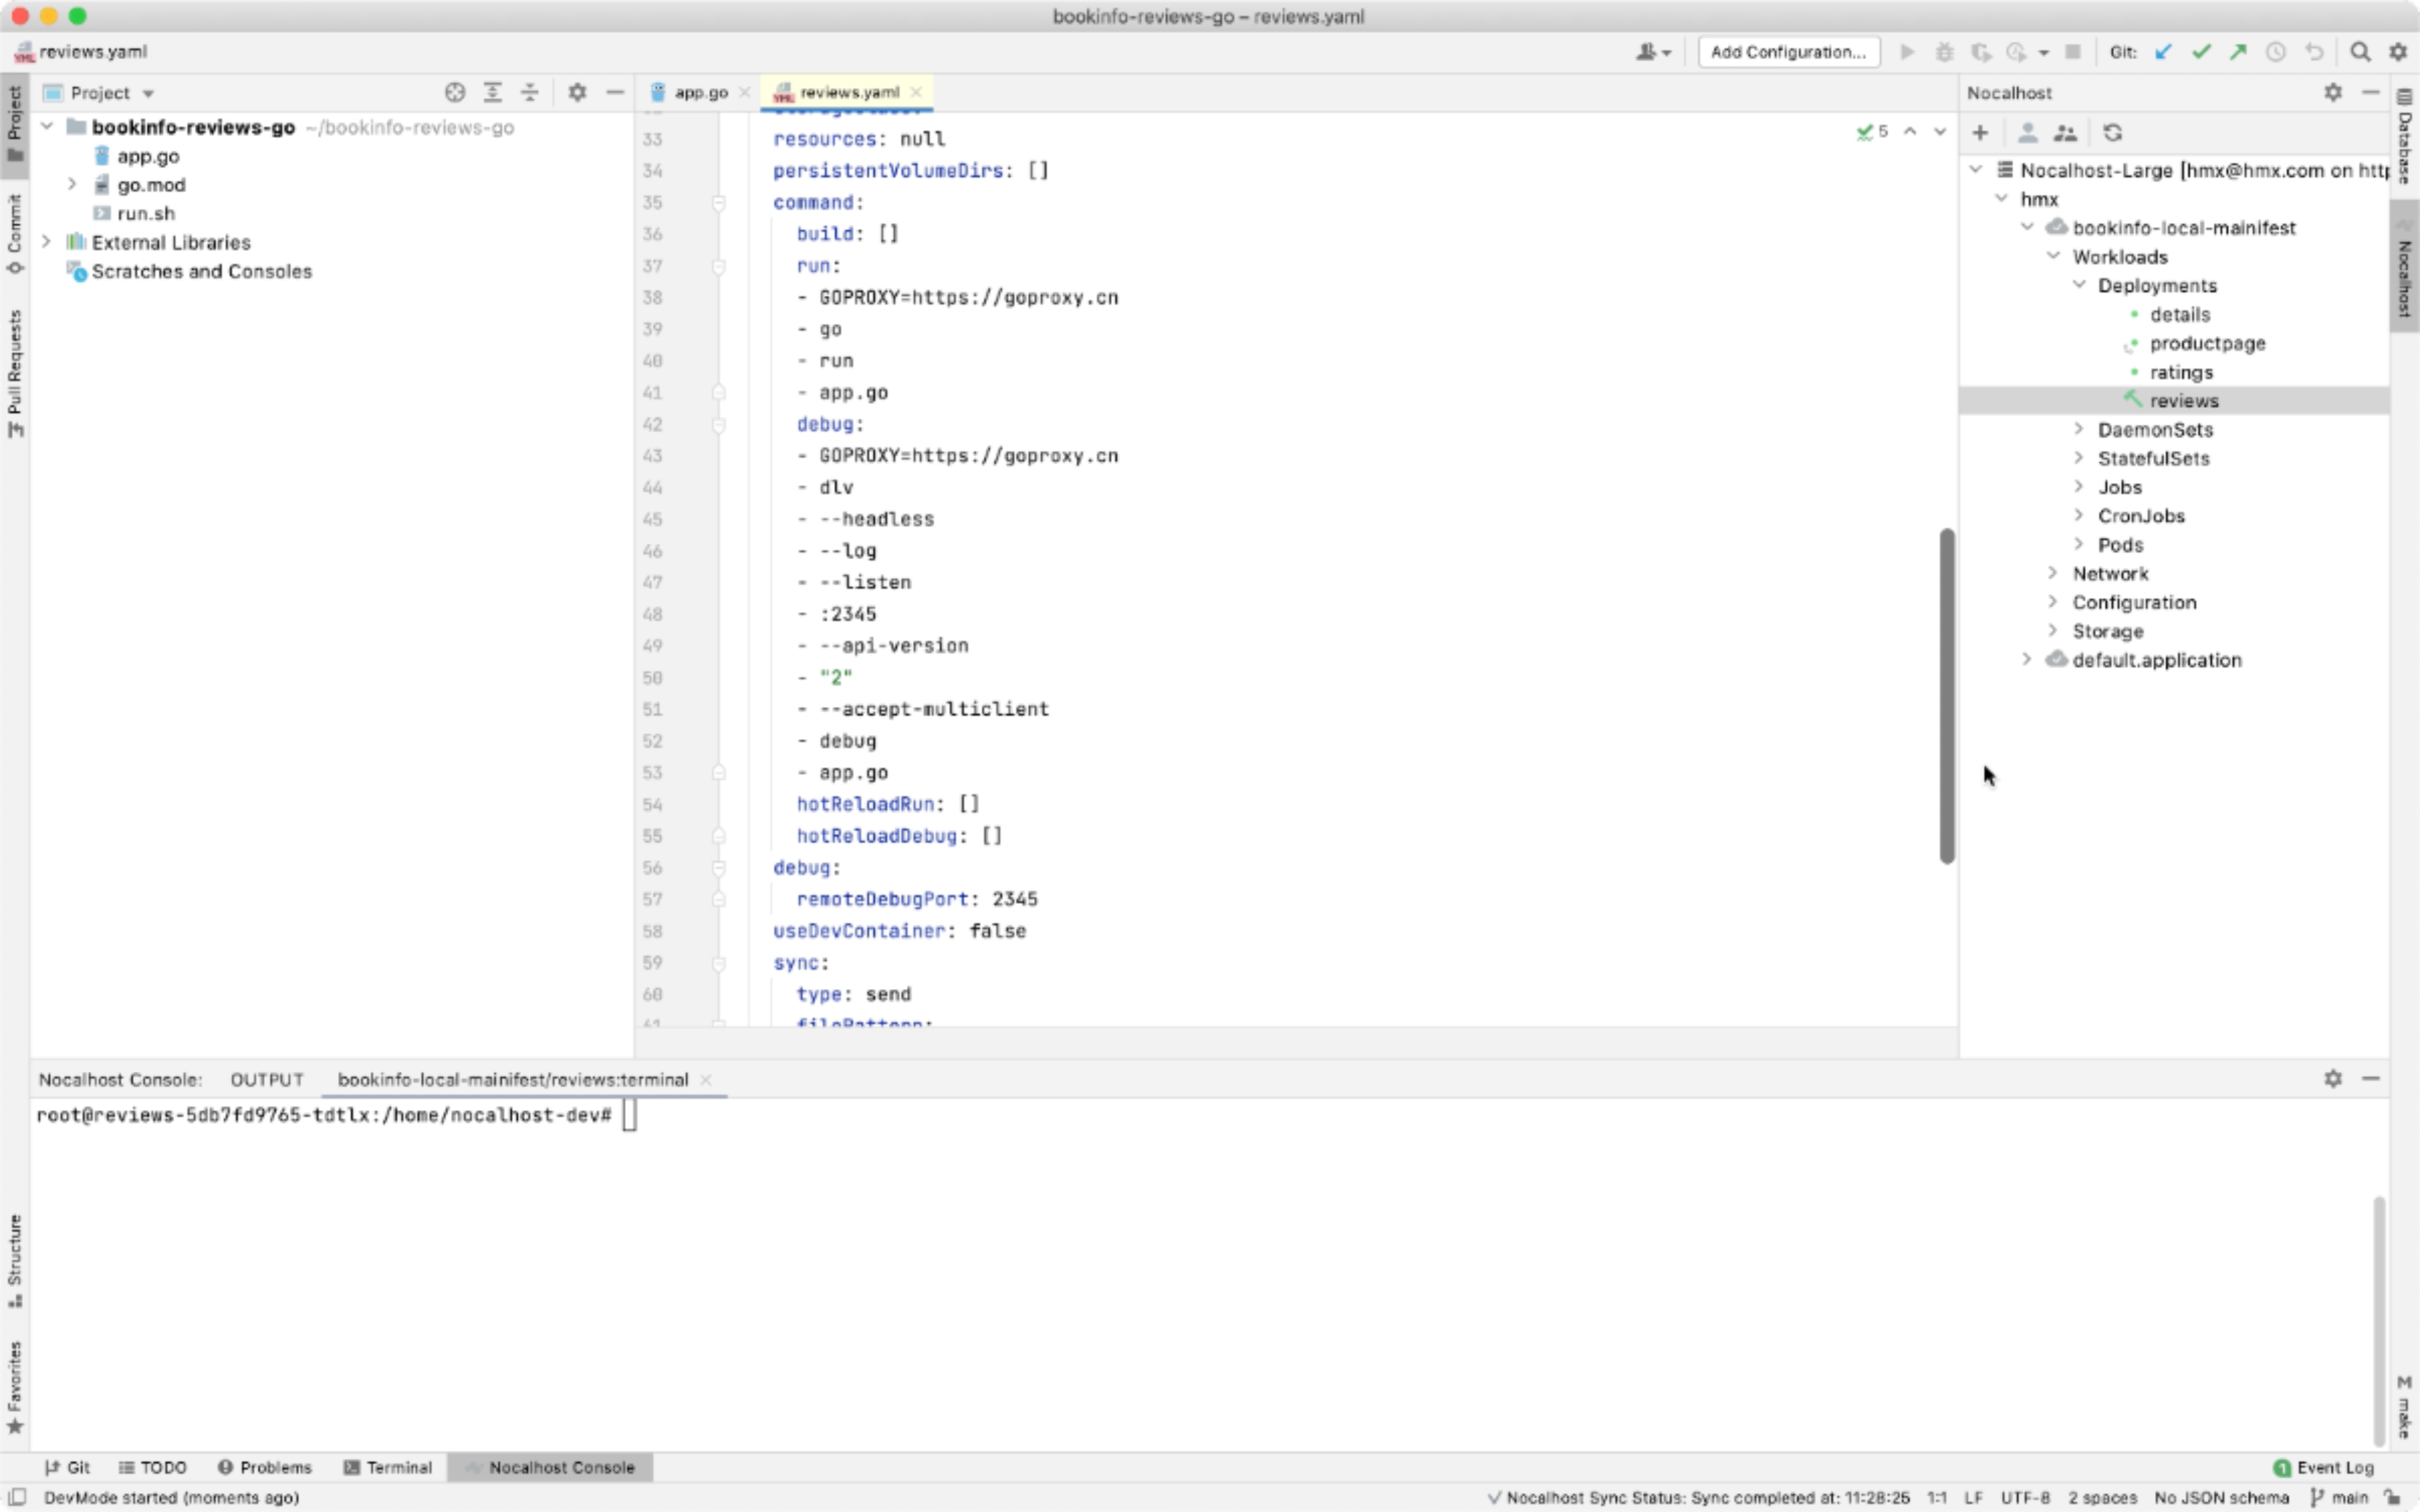 bookinfo-reviews-go – reviews.yaml
reviews.yaml
Add Configuration...
Git:
Project
app.go
reviews.yaml
Nocalhost
bookinfo-reviews-go ~/bookinfo-reviews-go
app.go
go.mod
run.sh
External Libraries
Scratches and Consoles
Project
Commit
Pull Requests
Structure
Favorites
33 resources: null
34 persistentVolumeDirs: []
35 command:
36 build: []
37 run:
38 - GOPROXY=https://goproxy.cn
39 - go
40 - run
41 - app.go
42 debug:
43 - GOPROXY=https://goproxy.cn
44 - dlv
45 - --headless
46 - --log
47 - --listen
48 - :2345
49 - --api-version
50 - "2"
51 - --accept-multiclient
52 - debug
53 - app.go
54 hotReloadRun: []
55 hotReloadDebug: []
56 debug:
57 remoteDebugPort: 2345
58 useDevContainer: false
59 sync:
60 type: send
61 filePattern:
5
Nocalhost-Large [hmx@hmx.com on http
hmx
bookinfo-local-mainifest
Workloads
Deployments
details
productpage
ratings
reviews
DaemonSets
StatefulSets
Jobs
CronJobs
Pods
Network
Configuration
Storage
default.application
Database
Nocalhost
make
Nocalhost Console: OUTPUT bookinfo-local-mainifest/reviews:terminal
root@reviews-5db7fd9765-tdtlx:/home/nocalhost-dev#
Git TODO Problems Terminal Nocalhost Console
1 Event Log
DevMode started (moments ago)
Nocalhost Sync Status: Sync completed at: 11:28:25 1:1 LF UTF-8 2 spaces No JSON schema main